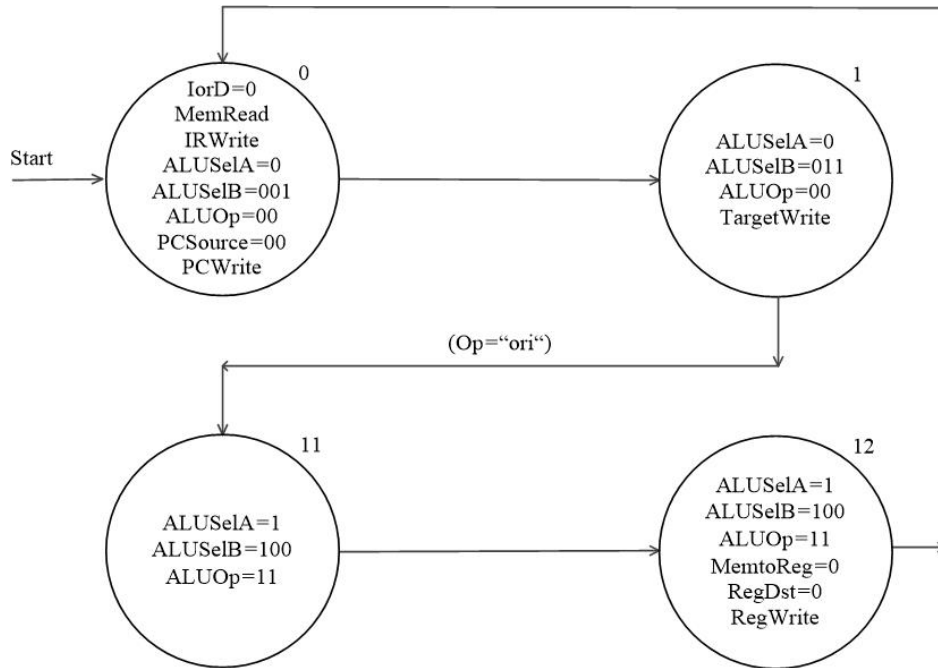 0
IorD=0
MemRead
IRWrite
ALUSelA=0
ALUSelB=001
ALUOp=00
PCSource=00
PCWrite
Start
1
ALUSelA=0
ALUSelB=011
ALUOp=00
TargetWrite
(Op=“ori“)
11
ALUSelA=1
ALUSelB=100
ALUOp=11
12
ALUSelA=1
ALUSelB=100
ALUOp=11
MemtoReg=0
RegDst=0
RegWrite